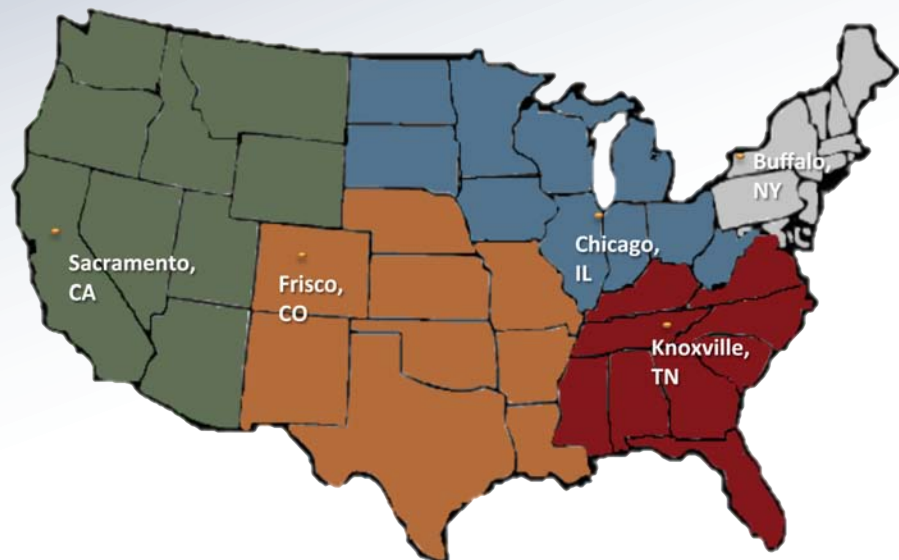 Buffalo,
NY
Sacramento,
CA
Frisco,
CO
Chicago,
IL
Knoxville,
TN